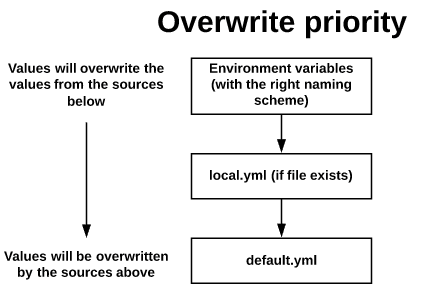 Overwrite priority
Values will overwrite the
values from the sources
below
Environment variables
(with the right naming
scheme)
local.yml (if file exists)
Values will be overwritten
by the sources above
default.yml